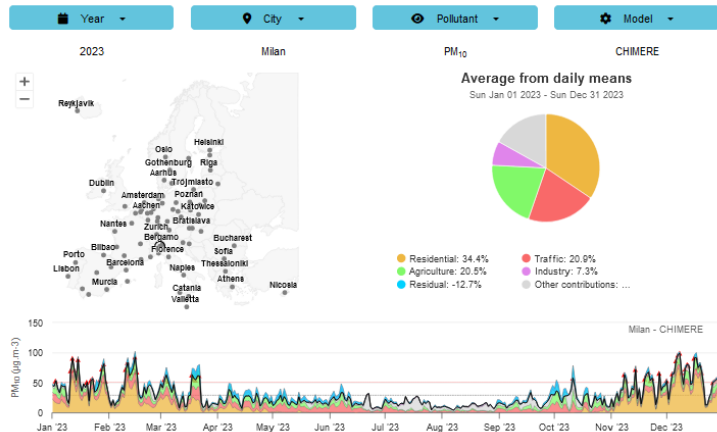 Year City Pollutant Model
2023 Milan PM10 CHIMERE
+
−
Reykjavik
Helsinki
Oslo
Gothenburg Riga
Aarhus
Trójmiasto
Dublin
Amsterdam Poznań
Aachen Katowice
Nantes Zurich Bratislava
Bergamo
Bilbao Florence Bucharest
Porto Sofia
Lisbon Barcelona Naples Thessaloniki
Murcia Catania Athens Nicosia
Valletta
Average from daily means
Sun Jan 01 2023 - Sun Dec 31 2023
Residential: 34.4% Traffic: 20.9%
Agriculture: 20.5% Industry: 7.3%
Residual: -12.7% Other contributions: ...
Milan - CHIMERE
PM10 (µg.m-3)
150
100
50
0
Jan '23 Feb '23 Mar '23 Apr '23 May '23 Jun '23 Jul '23 Aug '23 Sep '23 Oct '23 Nov '23 Dec '23